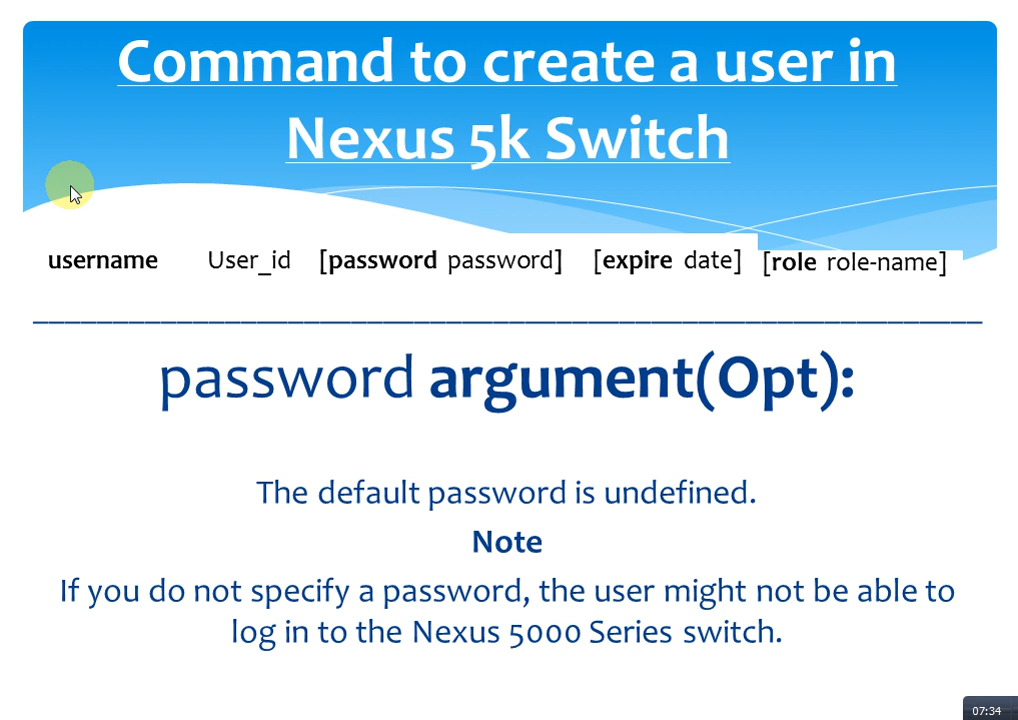 Command to create a user in
Nexus 5k Switch
username User_id [password password] [expire date] [role role-name]
password argument(Opt):
The default password is undefined.
Note
If you do not specify a password, the user might not be able to
log in to the Nexus 5000 Series switch.
07:34